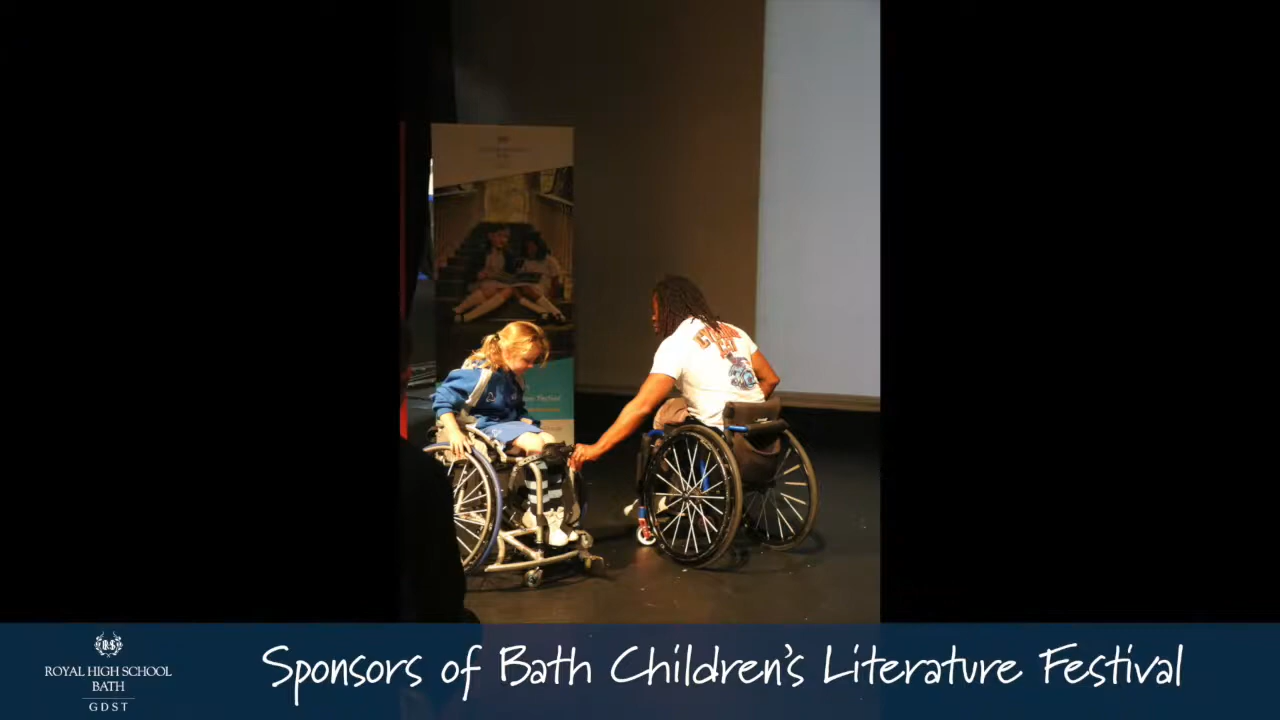 ROYAL HIGH SCHOOL
BATH
GDST
Sponsors of Bath Children's Literature Festival